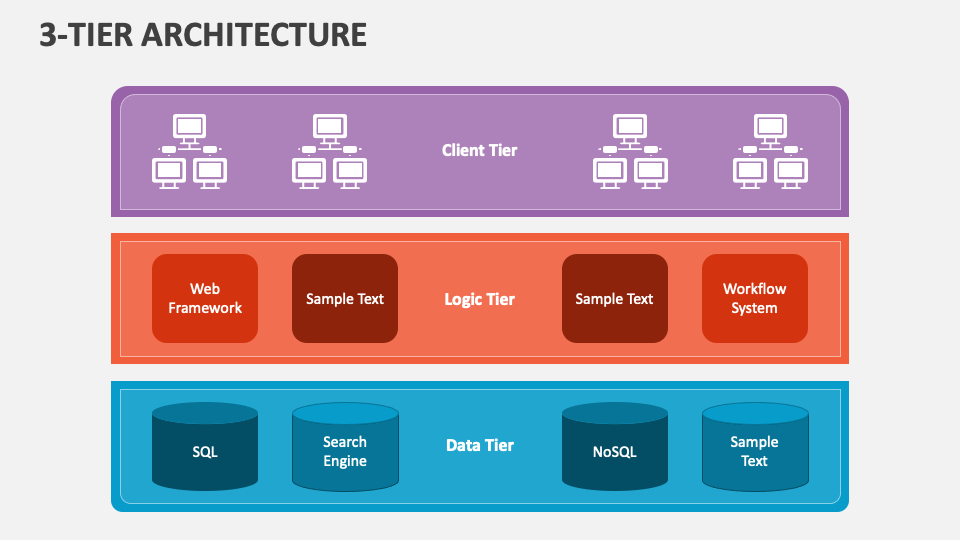 3-TIER ARCHITECTURE
Client Tier
Web
Framework
Sample Text
Logic Tier
Sample Text
Workflow
System
SQL
Search
Engine
Data Tier
NoSQL
Sample
Text